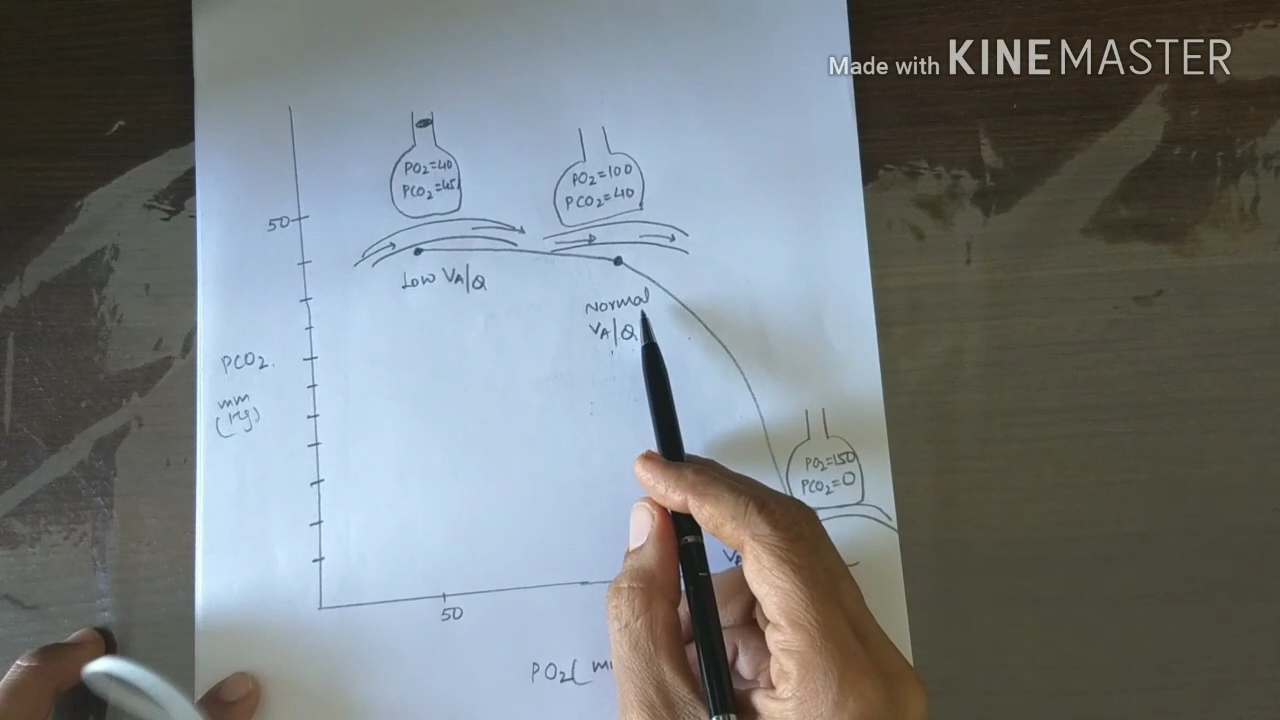 Made with KINEMASTER
PO2=40
PCO2=45
PO2=100
PCO2=40
50
Low VA/Q
Normal
VA/Q
PCO2.
mm
(Hg)
PO2=150
PCO2=0
50
PO2(